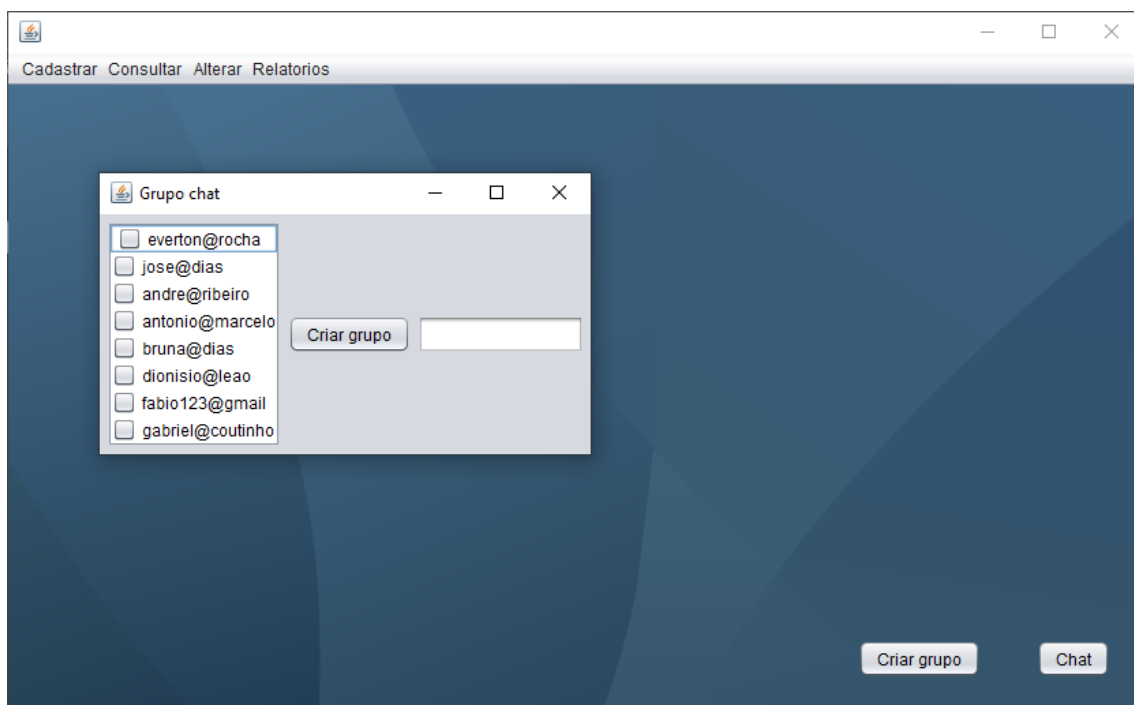 Cadastrar Consultar Alterar Relatorios
Grupo chat
everton@rocha
jose@dias
andre@ribeiro
antonio@marcelo
bruna@dias
dionisio@leao
fabio123@gmail
gabriel@coutinho
Criar grupo
Criar grupo
Chat